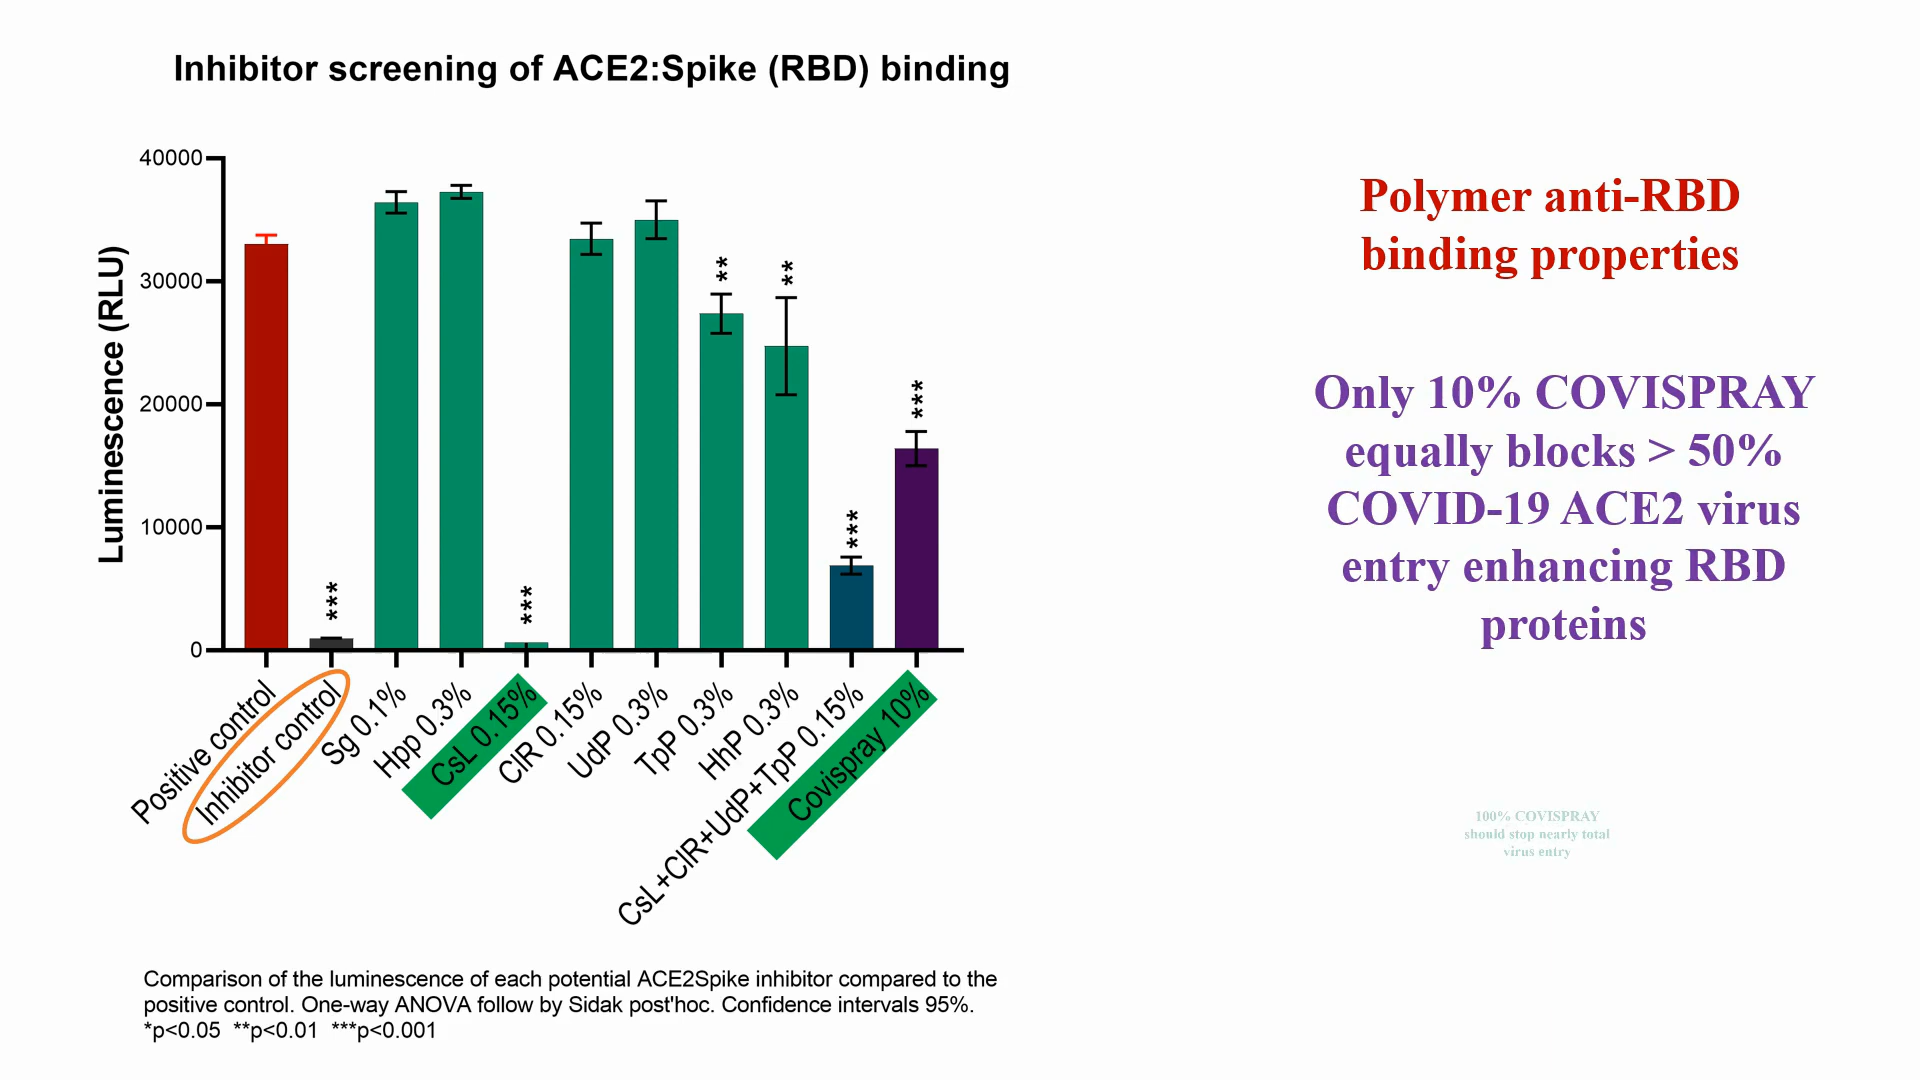 Inhibitor screening of ACE2:Spike (RBD) binding
Luminescence (RLU)
40000
30000
20000
10000
0
***
***
**
**
***
***
Positive control
Inhibitor control
Sg 0.1%
Hpp 0.3%
CsL 0.15%
ClR 0.15%
UdP 0.3%
TpP 0.3%
HhP 0.3%
CsL+ClR+UdP+TpP 0.15%
Covispray 10%
Comparison of the luminescence of each potential ACE2Spike inhibitor compared to the
positive control. One-way ANOVA follow by Sidak post'hoc. Confidence intervals 95%.
*p<0.05 **p<0.01 ***p<0.001
Polymer anti-RBD
binding properties
Only 10% COVISPRAY
equally blocks > 50%
COVID-19 ACE2 virus
entry enhancing RBD
proteins
100% COVISPRAY
should stop nearly total
virus entry